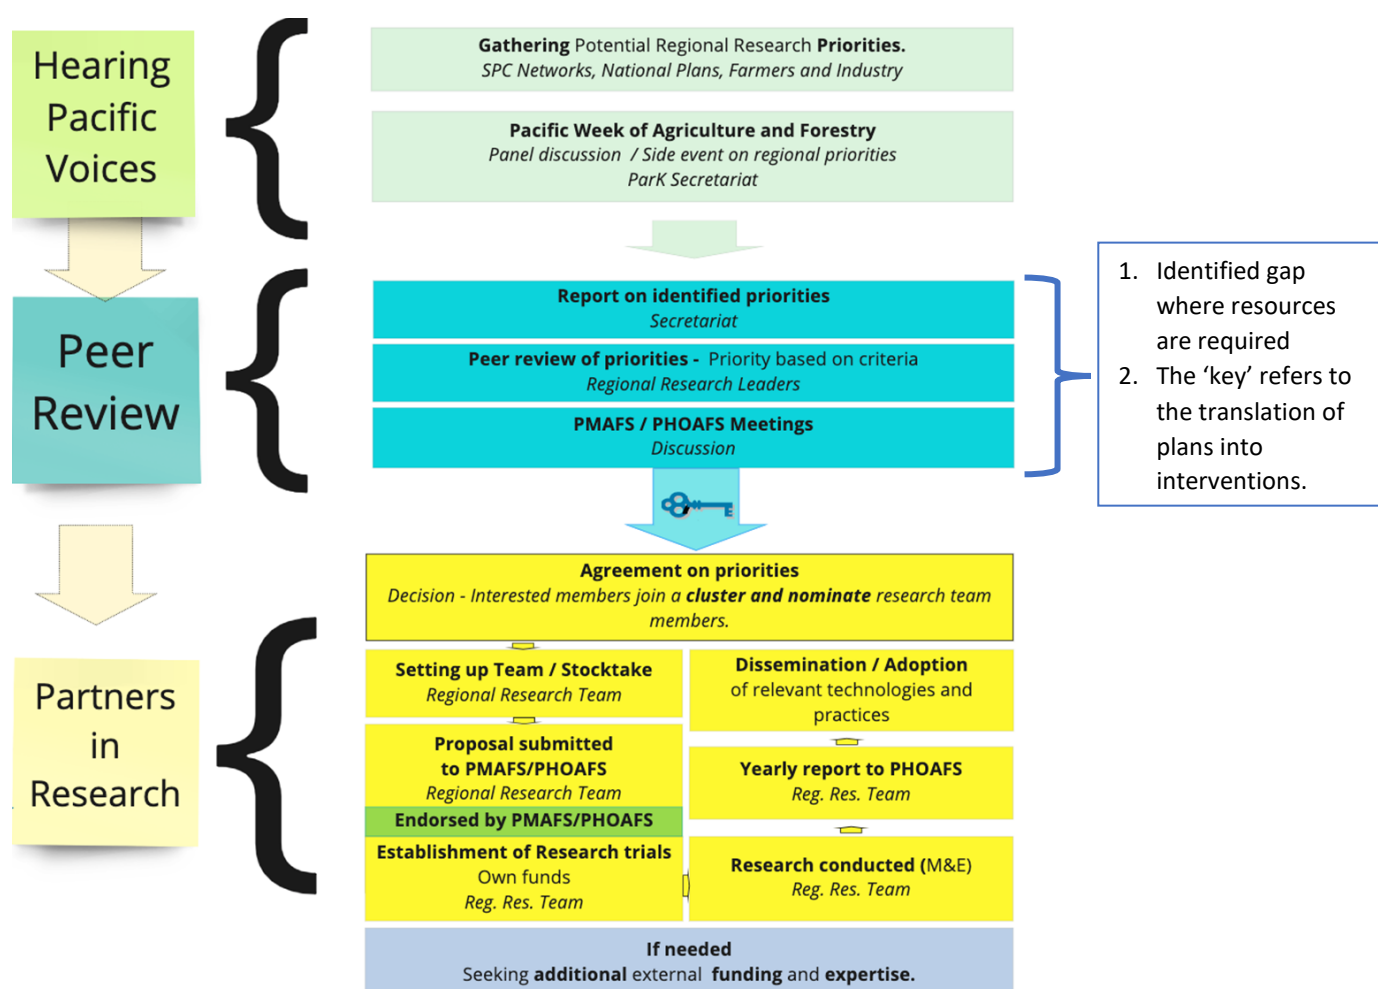 Hearing
Pacific
Voices
Gathering Potential Regional Research Priorities.
SPC Networks, National Plans, Farmers and Industry
Pacific Week of Agriculture and Forestry
Panel discussion / Side event on regional priorities
ParK Secretariat
Peer
Review
Report on identified priorities
Secretariat
Peer review of priorities - Priority based on criteria
Regional Research Leaders
PMAFS / PHOAFS Meetings
Discussion
1. Identified gap
where resources
are required
2. The ‘key’ refers to
the translation of
plans into
interventions.
Partners
in
Research
Agreement on priorities
Decision - Interested members join a cluster and nominate research team
members.
Setting up Team / Stocktake
Regional Research Team
Proposal submitted
to PMAFS/PHOAFS
Regional Research Team
Endorsed by PMAFS/PHOAFS
Establishment of Research trials
Own funds
Reg. Res. Team
Research conducted (M&E)
Reg. Res. Team
Yearly report to PHOAFS
Reg. Res. Team
Dissemination / Adoption
of relevant technologies and
practices
If needed
Seeking additional external funding and expertise.